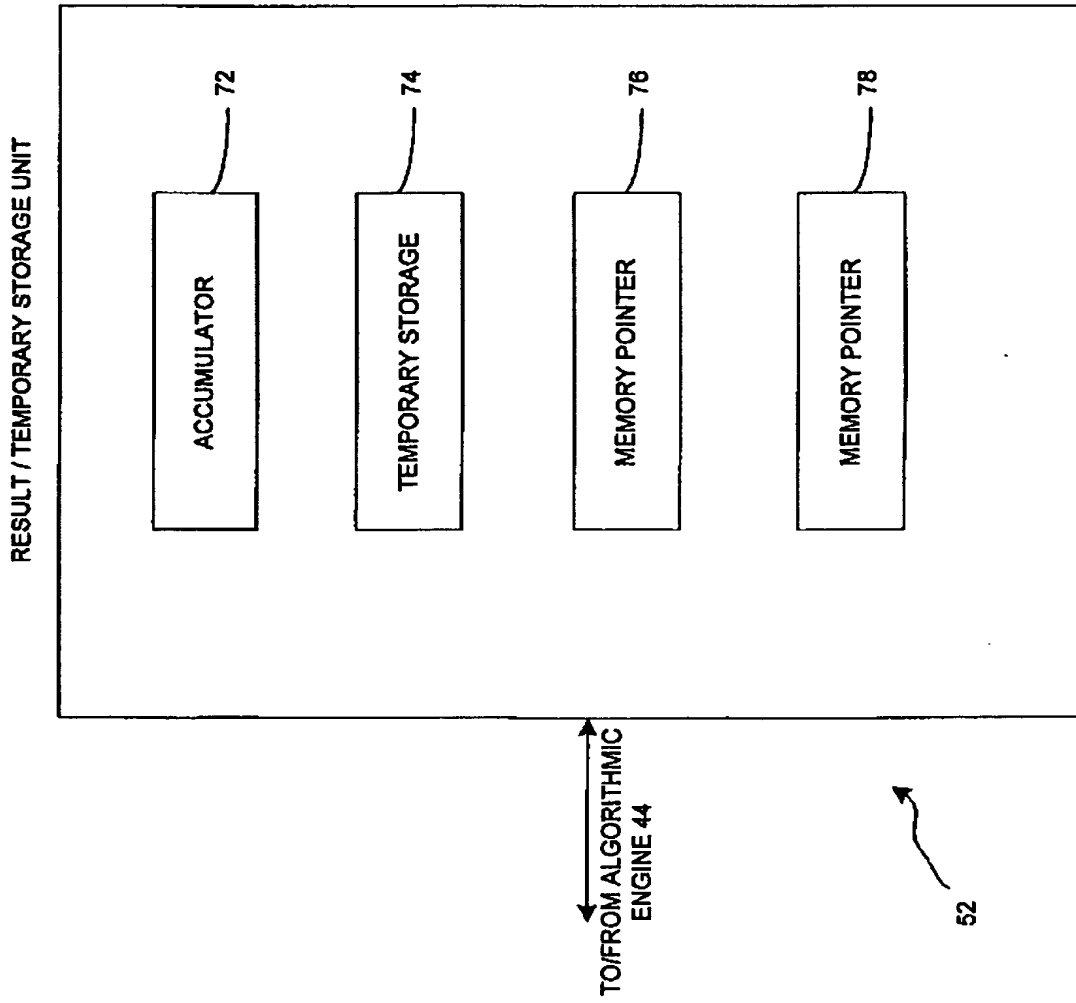 RESULT / TEMPORARY STORAGE UNIT
ACCUMULATOR
72
TEMPORARY STORAGE
74
MEMORY POINTER
76
MEMORY POINTER
78
TO/FROM ALGORITHMIC
ENGINE 44
52